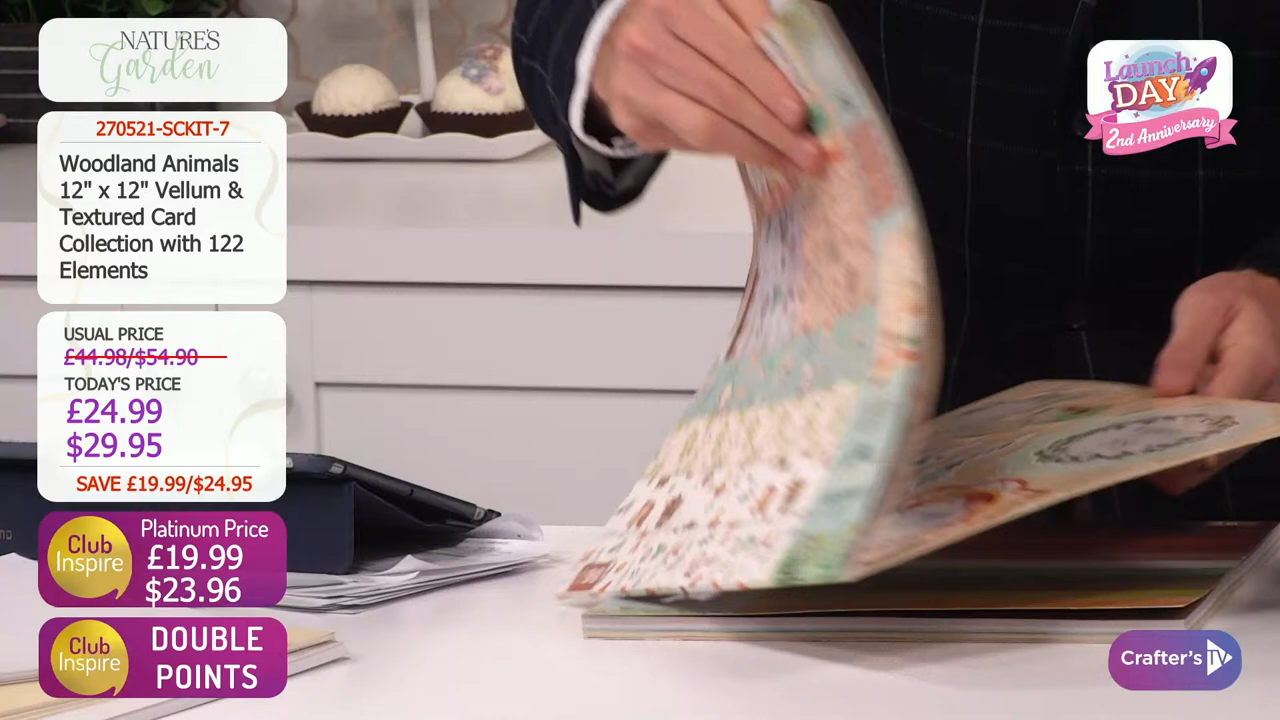 NATURE'S
Garden
270521-SCKIT-7
Woodland Animals
12" x 12" Vellum &
Textured Card
Collection with 122
Elements
USUAL PRICE
£44.98/$54.90
TODAY'S PRICE
£24.99
$29.95
SAVE £19.99/$24.95
Club
Inspire
Platinum Price
£19.99
$23.96
Club
Inspire
DOUBLE
POINTS
Launch
DAY
2nd Anniversary
Crafter's TV